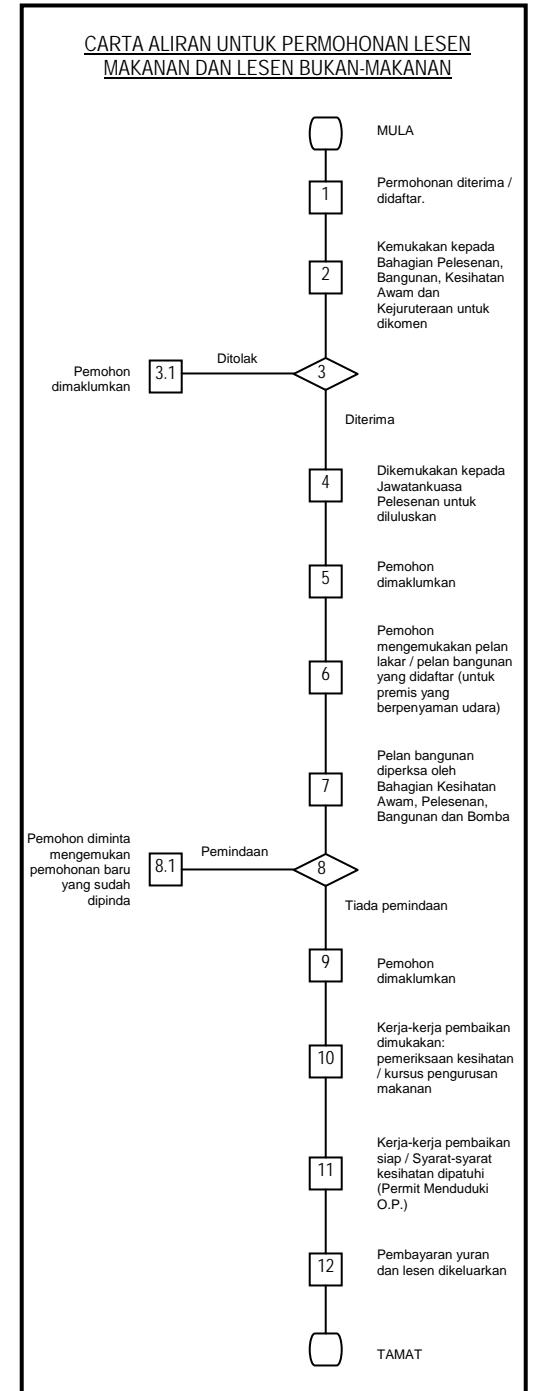 CARTA ALIRAN UNTUK PERMOHONAN LESEN
MAKANAN DAN LESEN BUKAN-MAKANAN
MULA
1
Permohonan diterima /
didaftar.
2
Kemukakan kepada
Bahagian Pelesenan,
Bangunan, Kesihatan
Awam dan
Kejuruteraan untuk
dikomen
Pemohon
dimaklumkan
3.1
Ditolak
3
Diterima
4
Dikemukakan kepada
Jawatankuasa
Pelesenan untuk
diluluskan
5
Pemohon
dimaklumkan
6
Pemohon
mengemukakan pelan
lakar / pelan bangunan
yang didaftar (untuk
premis yang
berpenyaman udara)
7
Pelan bangunan
diperksa oleh
Bahagian Kesihatan
Awam, Pelesenan,
Bangunan dan Bomba
Pemohon diminta
mengemukan
pemohonan baru
yang sudah
dipinda
8.1
Pemindaan
8
Tiada pemindaan
9
Pemohon
dimaklumkan
10
Kerja-kerja pembaikan
dimukakan:
pemeriksaan kesihatan
/ kursus pengurusan
makanan
11
Kerja-kerja pembaikan
siap / Syarat-syarat
kesihatan dipatuhi
(Permit Menduduki
O.P.)
12
Pembayaran yuran
dan lesen dikeluarkan
TAMAT